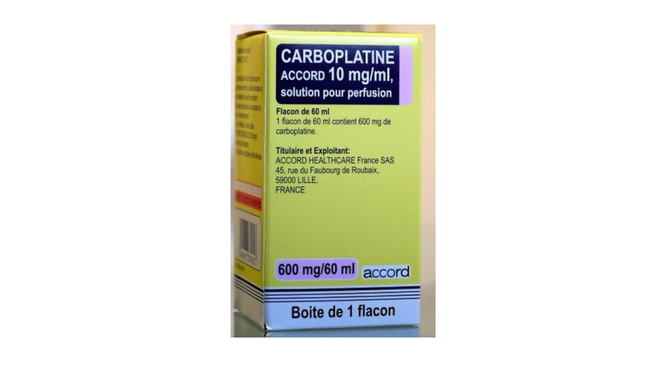 CARBOPLATINE
ACCORD 10 mg/ml,
solution pour perfusion
Flacon de 60 ml
1 flacon de 60 ml contient 600 mg de
carboplatine.
Titulaire et Exploitant:
ACCORD HEALTHCARE France SAS
45, rue du Faubourg de Roubaix,
59000 LILLE,
FRANCE
600 mg/60 ml
accord
Boite de 1 flacon